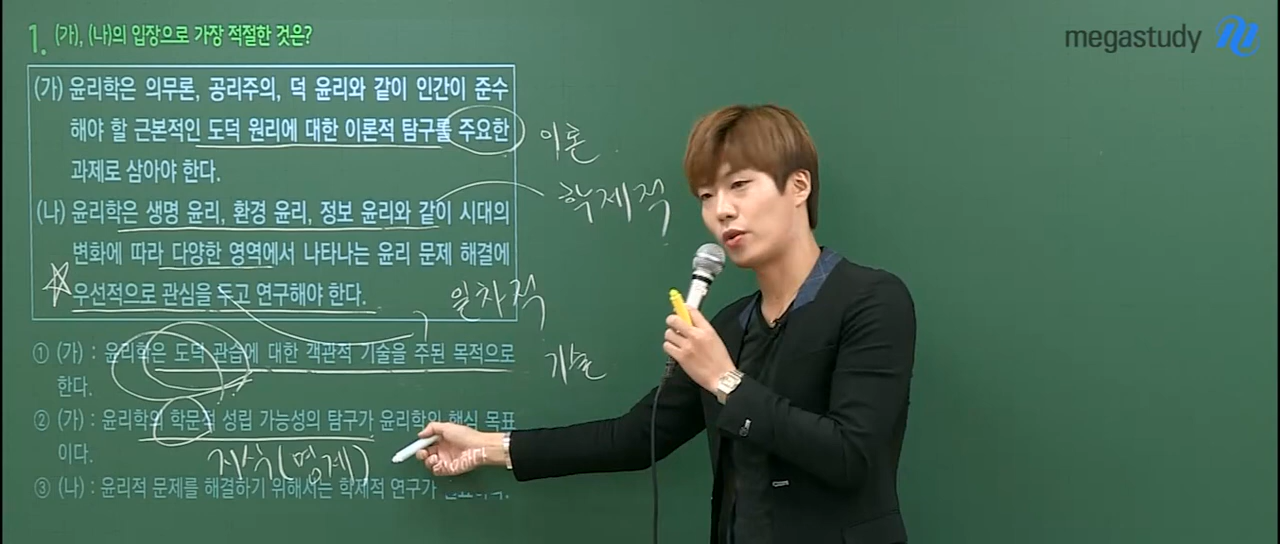 1. (가), (나)의 입장으로 가장 적절한 것은?
megastudy
(가) 윤리학은 의무론, 공리주의, 덕 윤리와 같이 인간이 준수
해야 할 근본적인 도덕 원리에 대한 이론적 탐구를 주요한
이론
과제로 삼아야 한다.
학제적
(나) 윤리학은 생명 윤리, 환경 윤리, 정보 윤리와 같이 시대의
변화에 따라 다양한 영역에서 나타나는 윤리 문제 해결에
우선적으로 관심을 두고 연구해야 한다.
일차적
① (가) : 윤리학은 도덕 관습에 대한 객관적 기술을 주된 목적으로
기술
한다.
② (가) : 윤리학의 학문적 성립 가능성의 탐구가 윤리학의 핵심 목표
이다.
(명제)
③ (나) : 윤리적 문제를 해결하기 위해서는 학제적 연구가